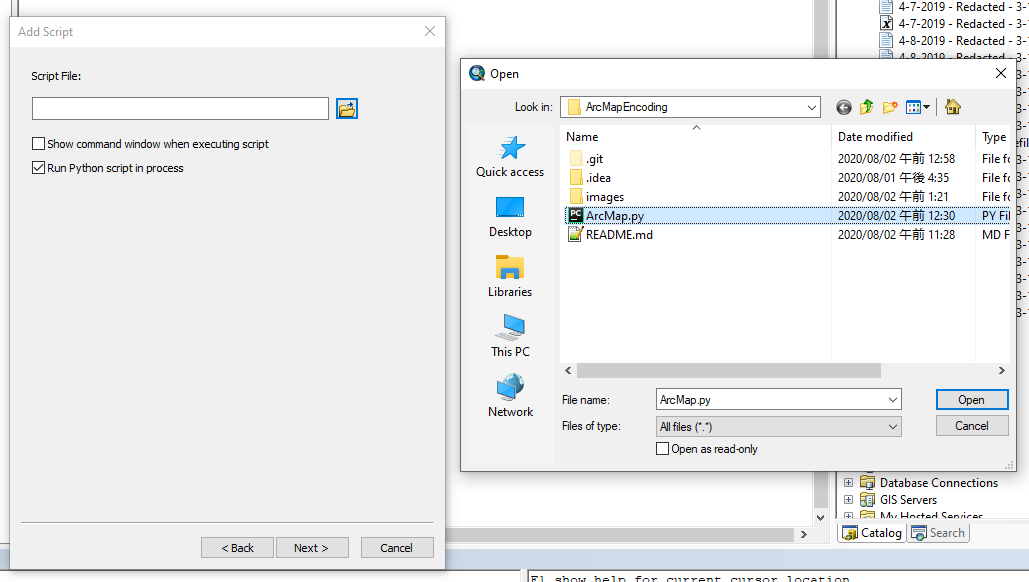 Add Script
Script File:
Show command window when executing script
Run Python script in process
< Back
Next >
Cancel
Open
Look in:
ArcMapEncoding
Quick access
Desktop
Libraries
This PC
Network
Name Date modified Type
.git 2020/08/02 午前 12:58 File fo
.idea 2020/08/01 午後 4:35 File fo
images 2020/08/02 午前 1:21 File fo
PC ArcMap.py 2020/08/02 午前 12:30 PY Fil
README.md 2020/08/02 午前 11:28 MD F
File name: ArcMap.py Open
Files of type: All files (*.*) Cancel
Open as read-only
4-7-2019 - Redacted - 3-
4-7-2019 - Redacted - 3-
4-8-2019 - Redacted - 3-
4-8-2019 - Redacted - 3-
Database Connections
GIS Servers
My Hosted Services
Catalog
Search
F1 show help for current cursor location